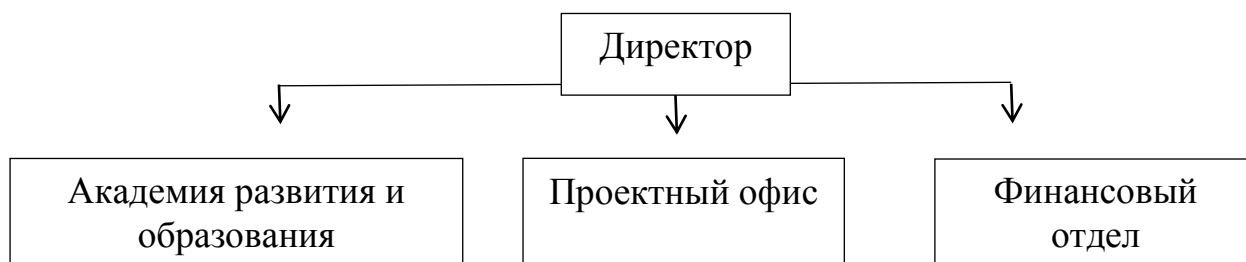 Директор
Академия развития и
образования
Проектный офис
Финансовый
отдел